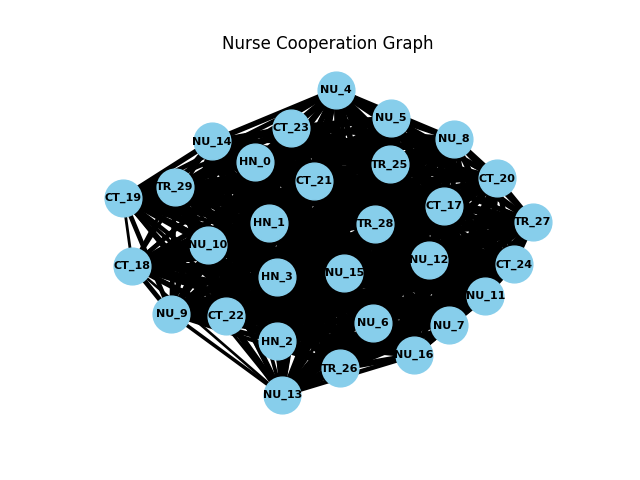 Nurse Cooperation Graph
NU_4
NU_5
CT_23
NU_8
NU_14
HN_0
TR_25
CT_20
CT_21
TR_29
CT_19
CT_17
TR_27
HN_1
TR_28
NU_10
NU_12
CT_24
CT_18
NU_15
HN_3
NU_11
NU_9
CT_22
NU_6
NU_7
HN_2
NU_16
TR_26
NU_13